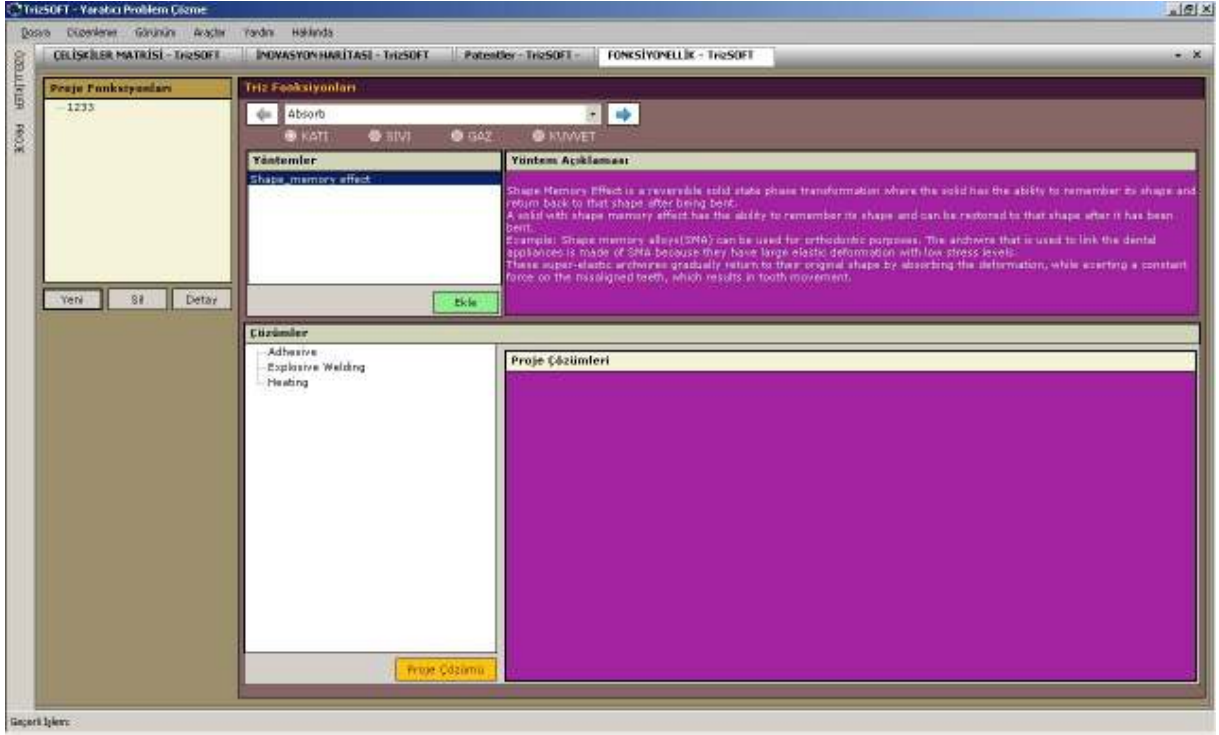 TrizSOFT - Yaratıcı Problem Çözme
Dosya Düzenleme Görünüm Araçlar Yardım Hakkında
ÇELİŞKİLER MATRİSİ - TrizSOFT İNOVASYON HARİTASI - TrizSOFT Patentler - TrizSOFT - FONKSİYONELLİK - TrizSOFT
ÖZELLİKLER PROJE
Proje Fonksiyonları
1233
Yeni Sil Detay
Triz Fonksiyonları
Absorb
KATI SIVI GAZ KUVVET
Yöntemler
Shape_memory effect
Ekle
Yöntem Açıklaması
Shape Memory Effect is a reversible solid state phase transformation where the solid has the ability to remember its shape and
return back to that shape after being bent.
A solid with shape memory effect has the ability to remember its shape and can be restored to that shape after it has been
bent.
Example: Shape memory alloys(SMA) can be used for orthodontic purposes. The archwire that is used to link the dental
appliances is made of SMA because they have large elastic deformation with low stress levels.
These super-elastic archwires gradually return to their original shape by absorbing the deformation, while exerting a constant
force on the missaligned teeth, which results in tooth movement.
Çözümler
Adhesive
Explosive Welding
Heating
Proje Çözümü
Proje Çözümleri
Geçerli İşlem: